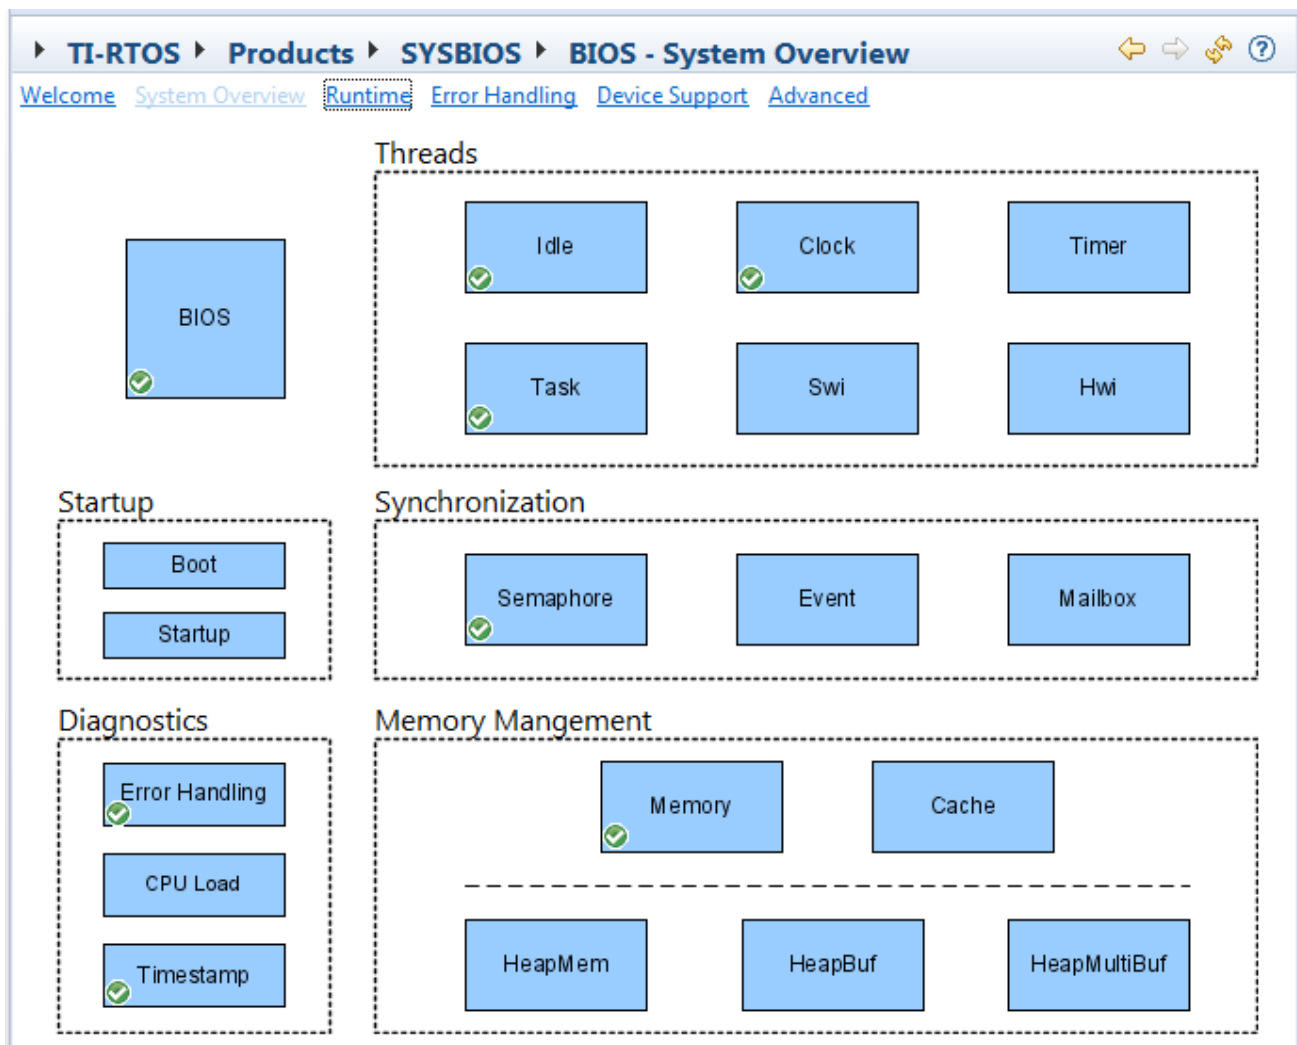 TI-RTOS Products SYSBIOS BIOS - System Overview
Welcome System Overview Runtime Error Handling Device Support Advanced
Threads
Idle Clock Timer
BIOS
Task Swi Hwi
Startup
Boot
Startup
Synchronization
Semaphore Event Mailbox
Diagnostics
Error Handling
CPU Load
Timestamp
Memory Mangement
Memory Cache
HeapMem HeapBuf HeapMultiBuf